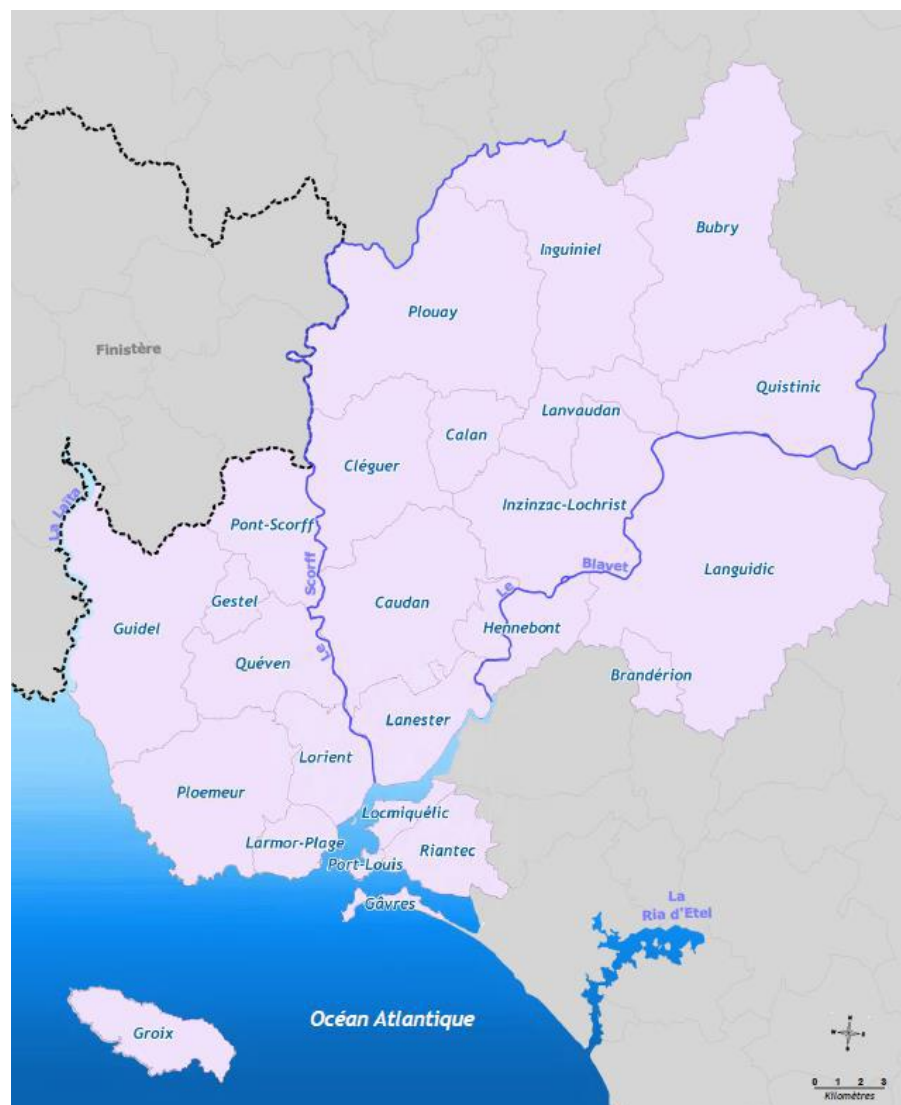 Bubry
Inguiniel
Plouay
Finistère
Quistinic
Lanvaudan
Calan
Cléguer
Inzinzac-Lochrist
La Laïta
Pont-Scorff
Le Scorff
Le Blavet
Languidic
Gestel
Caudan
Guidel
Hennebont
Quéven
Brandérion
Lanester
Lorient
Ploemeur
Locmiquélic
Larmor-Plage
Riantec
Port-Louis
Gâvres
La
Ria d'Etel
Océan Atlantique
Groix
N
W E
S
0 1 2 3
Kilomètres